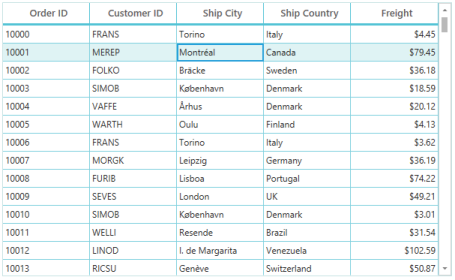 Order ID Customer ID Ship City Ship Country Freight
10000 FRANS Torino Italy $4.45
10001 MEREP Montréal Canada $79.45
10002 FOLKO Bräcke Sweden $36.18
10003 SIMOB København Denmark $18.59
10004 VAFFE Århus Denmark $20.12
10005 WARTH Oulu Finland $4.13
10006 FRANS Torino Italy $3.62
10007 MORGK Leipzig Germany $36.19
10008 FURIB Lisboa Portugal $74.22
10009 SEVES London UK $49.21
10010 SIMOB København Denmark $3.01
10011 WELLI Resende Brazil $31.54
10012 LINOD I. de Margarita Venezuela $102.59
10013 RICSU Genève Switzerland $50.87